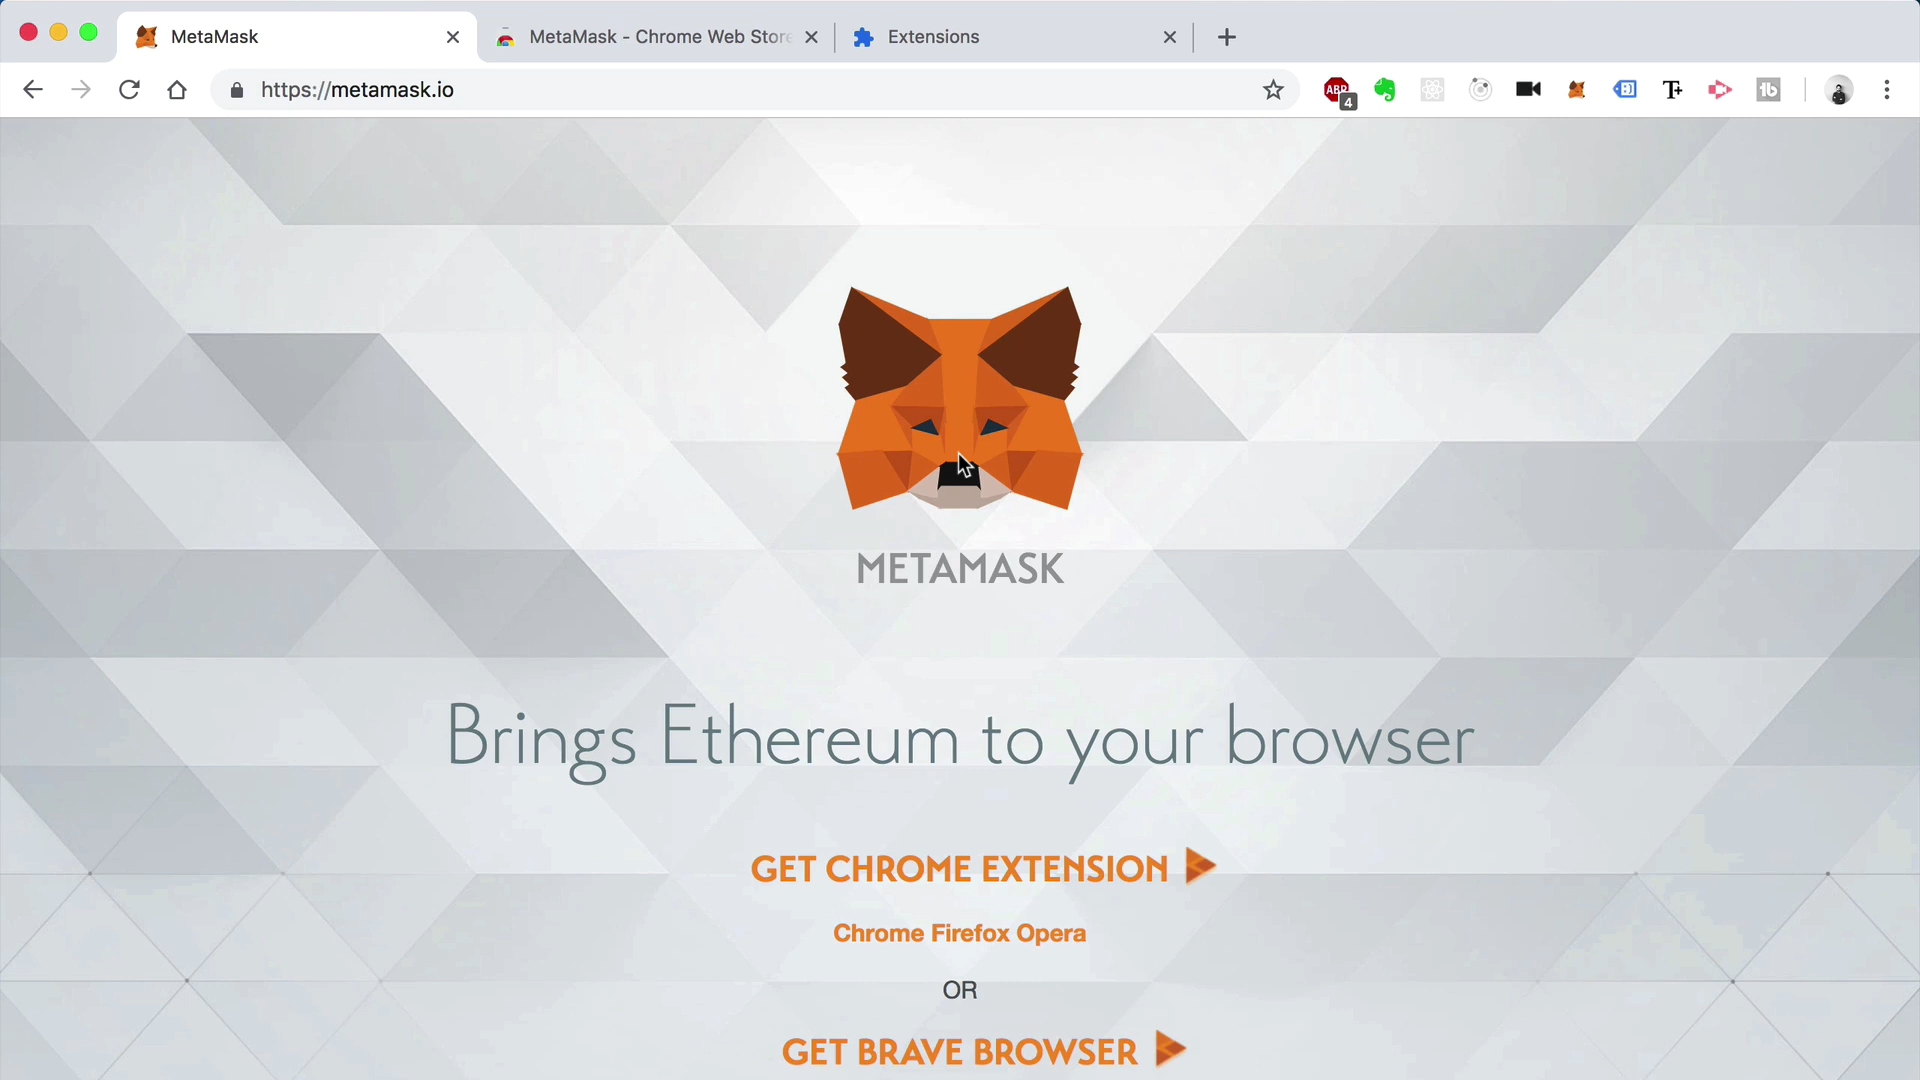 MetaMask
MetaMask - Chrome Web Store
Extensions
https://metamask.io
ABP
4
T
METAMASK
Brings Ethereum to your browser
GET CHROME EXTENSION
Chrome Firefox Opera
OR
GET BRAVE BROWSER